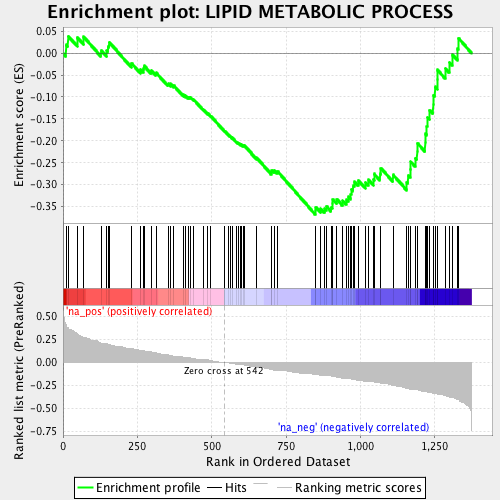 Enrichment plot: LIPID METABOLIC PROCESS
Enrichment score (ES)
0.05
0.00
-0.05
-0.10
-0.15
-0.20
-0.25
-0.30
-0.35
'na_pos' (positively correlated)
Ranked list metric (PreRanked)
0.50
0.25
0.00
-0.25
-0.50
-0.75
Zero cross at 542
'na_neg' (negatively correlated)
0 250 500 750 1,000 1,250
Rank in Ordered Dataset
Enrichment profile Hits Ranking metric scores